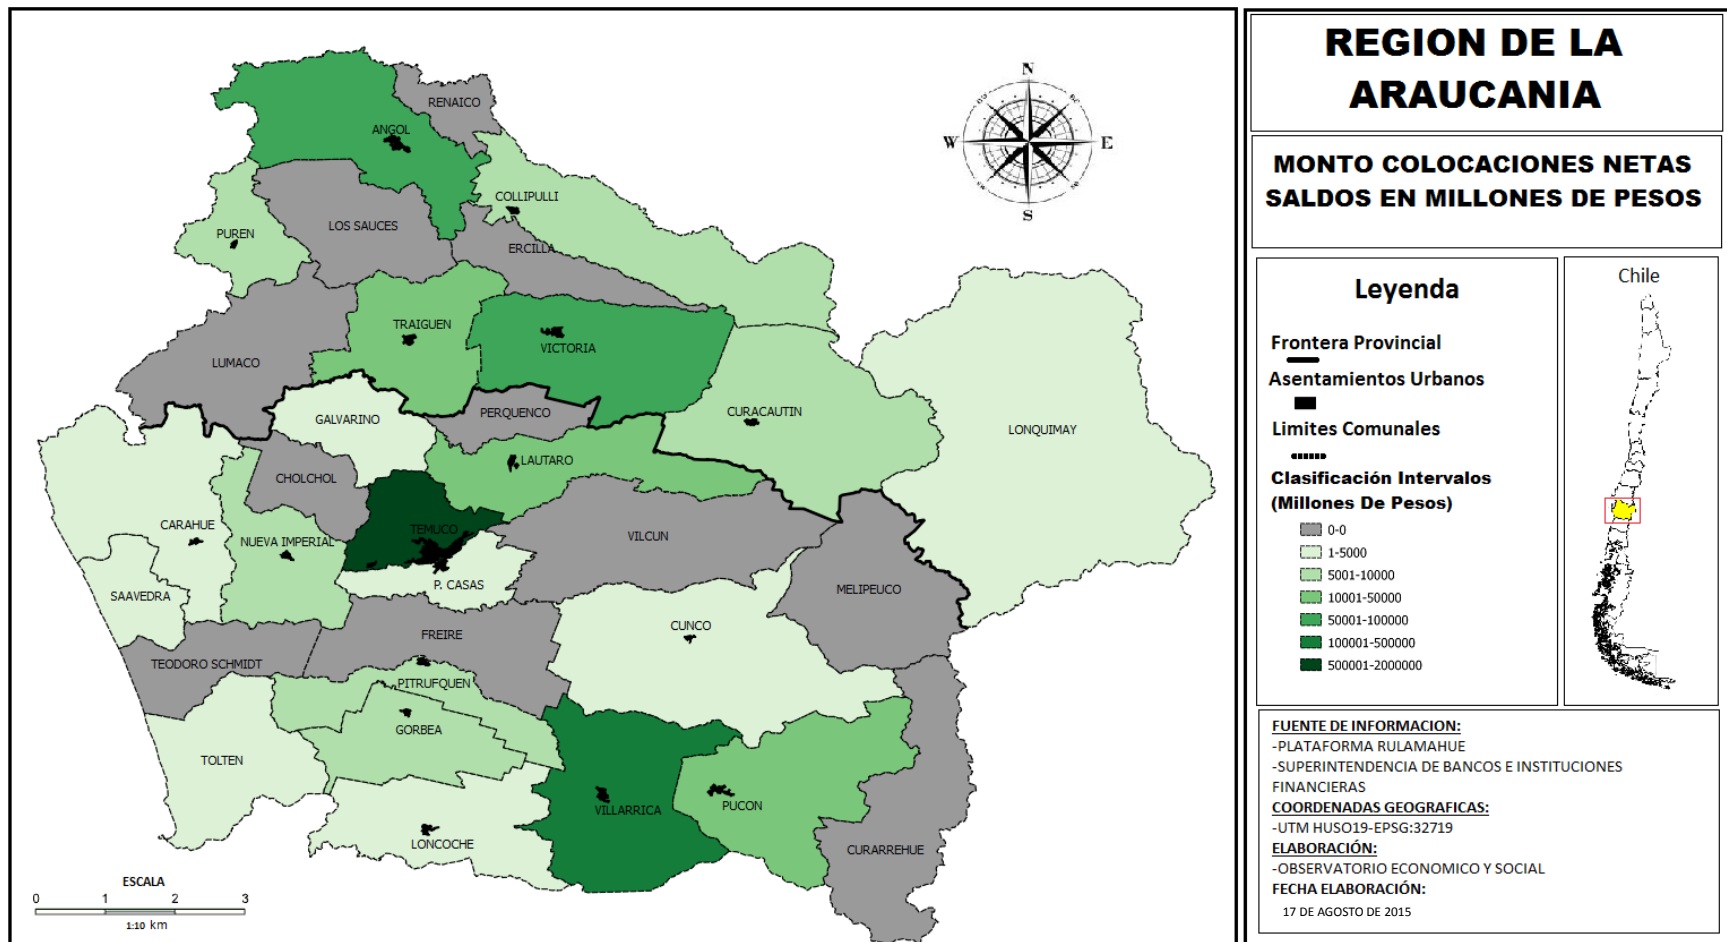 RENAICO
ANGOL
COLLIPULLI
LOS SAUCES
PUREN
ERCILLA
TRAIGUEN
VICTORIA
LUMACO
GALVARINO
PERQUENCO
CURACAUTIN
LONQUIMAY
LAUTARO
CHOLCHOL
CARAHUE
TEMUCO
VILCUN
NUEVA IMPERIAL
P. CASAS
MELIPEUCO
SAAVEDRA
CUNCO
FREIRE
TEODORO SCHMIDT
PITRUFQUEN
GORBEA
TOLTEN
VILLARRICA
PUCON
LONCOCHE
CURARREHUE
N
W
E
S
ESCALA
0 1 2 3
1:10 km
REGION DE LA
ARAUCANIA
MONTO COLOCACIONES NETAS
SALDOS EN MILLONES DE PESOS
Leyenda
Frontera Provincial
Asentamientos Urbanos
Limites Comunales
Clasificación Intervalos
(Millones De Pesos)
0-0
1-5000
5001-10000
10001-50000
50001-100000
100001-500000
500001-2000000
Chile
FUENTE DE INFORMACION:
-PLATAFORMA RULAMAHUE
-SUPERINTENDENCIA DE BANCOS E INSTITUCIONES
FINANCIERAS
COORDENADAS GEOGRAFICAS:
-UTM HUSO19-EPSG:32719
ELABORACIÓN:
-OBSERVATORIO ECONOMICO Y SOCIAL
FECHA ELABORACIÓN:
17 DE AGOSTO DE 2015